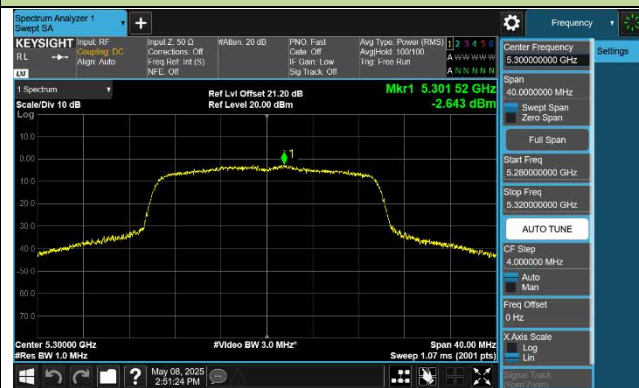 Spectrum Analyzer 1
Swept SA
Frequency
KEYSIGHT
RL
LXI
Input: RF
Coupling: DC
Align: Auto
Input Z: 50 Ω
Corrections: Off
Freq Ref: Int (S)
NFE: Off
#Atten: 20 dB
PNO: Fast
Gate: Off
IF Gain: Low
Sig Track: Off
Avg Type: Power (RMS)
Avg|Hold: 100/100
Trig: Free Run
1 2 3 4 5 6
A W W W W W
A N N N N N
1 Spectrum
Scale/Div 10 dB
Ref Lvl Offset 21.20 dB
Ref Level 20.00 dBm
Mkr1 5.301 52 GHz
-2.643 dBm
Log
10.0
0.00
-10.0
-20.0
-30.0
-40.0
-50.0
-60.0
-70.0
1
Center 5.30000 GHz
#Res BW 1.0 MHz
#Video BW 3.0 MHz*
Span 40.00 MHz
Sweep 1.07 ms (2001 pts)
May 08, 2025
2:51:24 PM
Center Frequency
5.300000000 GHz
Span
40.0000000 MHz
Swept Span
Zero Span
Full Span
Start Freq
5.280000000 GHz
Stop Freq
5.320000000 GHz
AUTO TUNE
CF Step
4.000000 MHz
Auto
Man
Freq Offset
0 Hz
X Axis Scale
Log
Lin
Signal Track
(Span Zoom)
Settings